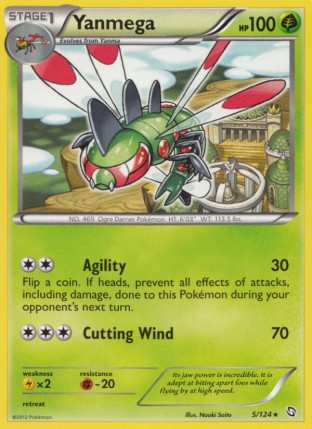 STAGE1
Yanmega
HP100
Evolves from Yanma
NO. 469 Ogre Darner Pokémon HT. 6'03" WT: 113.5 lbs.
Agility 30
Flip a coin. If heads, prevent all effects of attacks,
including damage, done to this Pokémon during your
opponent's next turn.
Cutting Wind 70
weakness
×2
resistance
-20
retreat
Its jaw power is incredible. It is
adept at biting apart foes while
flying by at high speed.
©2012 Pokémon
Illus. Naoki Saito
5/124 ★